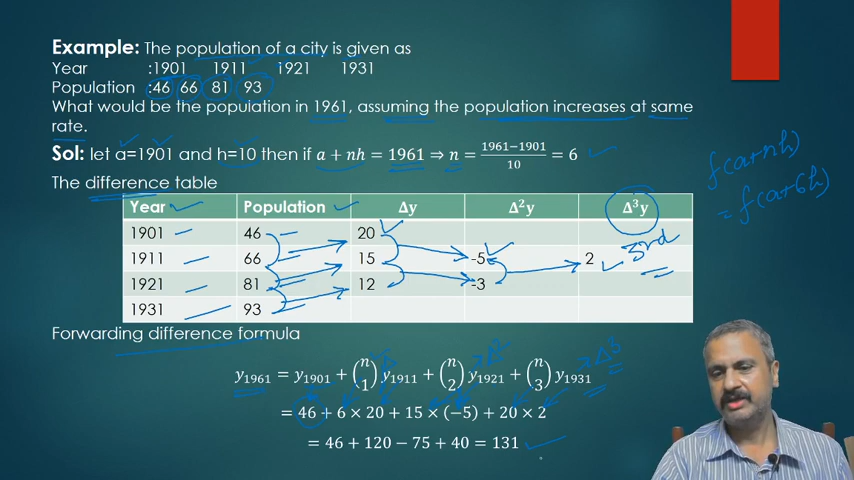 Example: The population of a city is given as
Year :1901 1911 1921 1931
Population :46 66 81 93
What would be the population in 1961, assuming the population increases at same
rate.
Sol: let a=1901 and h=10 then if a + nh = 1961 ⇒ n = (1961−1901)/10 = 6
f(a+nh)
= f(a+6h)
The difference table
Year Population Δy Δ²y Δ³y
3rd
1901 46 20
1911 66 15 -5 2
1921 81 12 -3
1931 93
Forwarding difference formula
Δ³
y₁₉₆₁ = y₁₉₀₁ + (n 1) y₁₉₁₁ + (n 2) y₁₉₂₁ + (n 3) y₁₉₃₁
= 46 + 6 × 20 + 15 × (−5) + 20 × 2
= 46 + 120 − 75 + 40 = 131